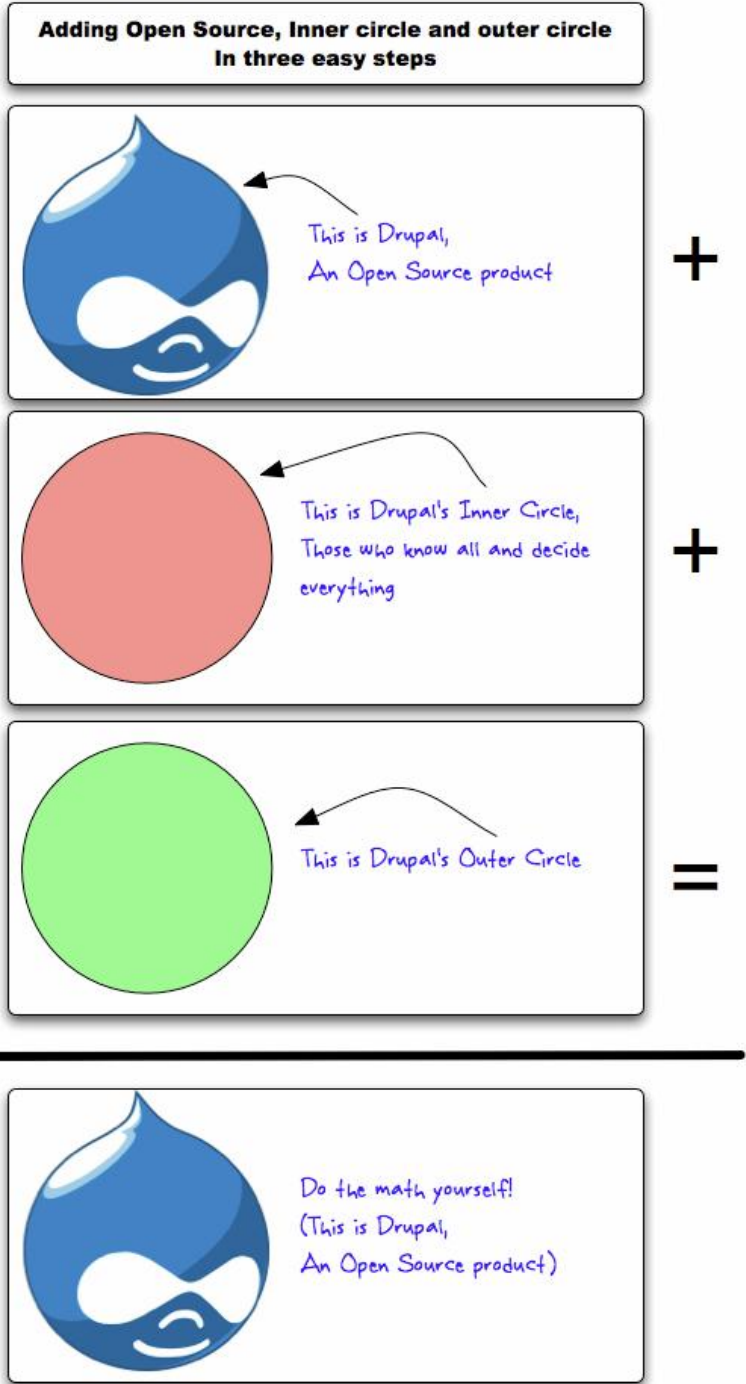 Adding Open Source, Inner circle and outer circle
In three easy steps
This is Drupal,
An Open Source product
+
This is Drupal's Inner Circle,
Those who know all and decide
everything
+
This is Drupal's Outer Circle
=
Do the math yourself!
(This is Drupal,
An Open Source product)